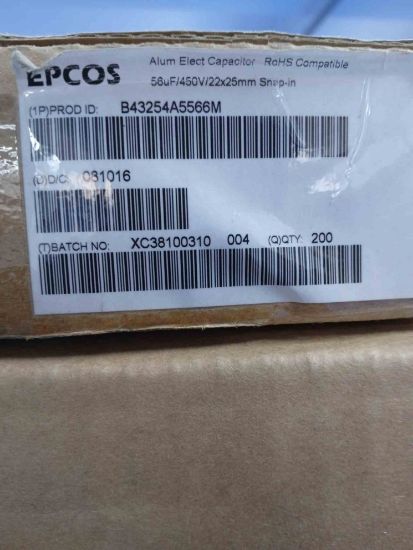 EPCOS
Alum Elect Capacitor RoHS Compatible
56uF/450V/22x25mm Snap-in
(1P)PROD ID: B43254A5566M
(D)D/C: 081016
(T)BATCH NO: XC38100310 004 (Q)QTY: 200